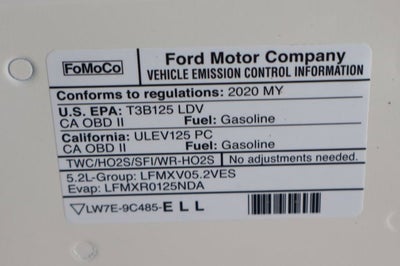 FoMoCo
Ford Motor Company
VEHICLE EMISSION CONTROL INFORMATION
Conforms to regulations: 2020 MY
U.S. EPA: T3B125 LDV
CA OBD II Fuel: Gasoline
California: ULEV125 PC
CA OBD II Fuel: Gasoline
TWC/HO2S/SFI/WR-HO2S No adjustments needed.
5.2L-Group: LFMXV05.2VES
Evap: LFMXR0125NDA
LW7E-9C485-ELL